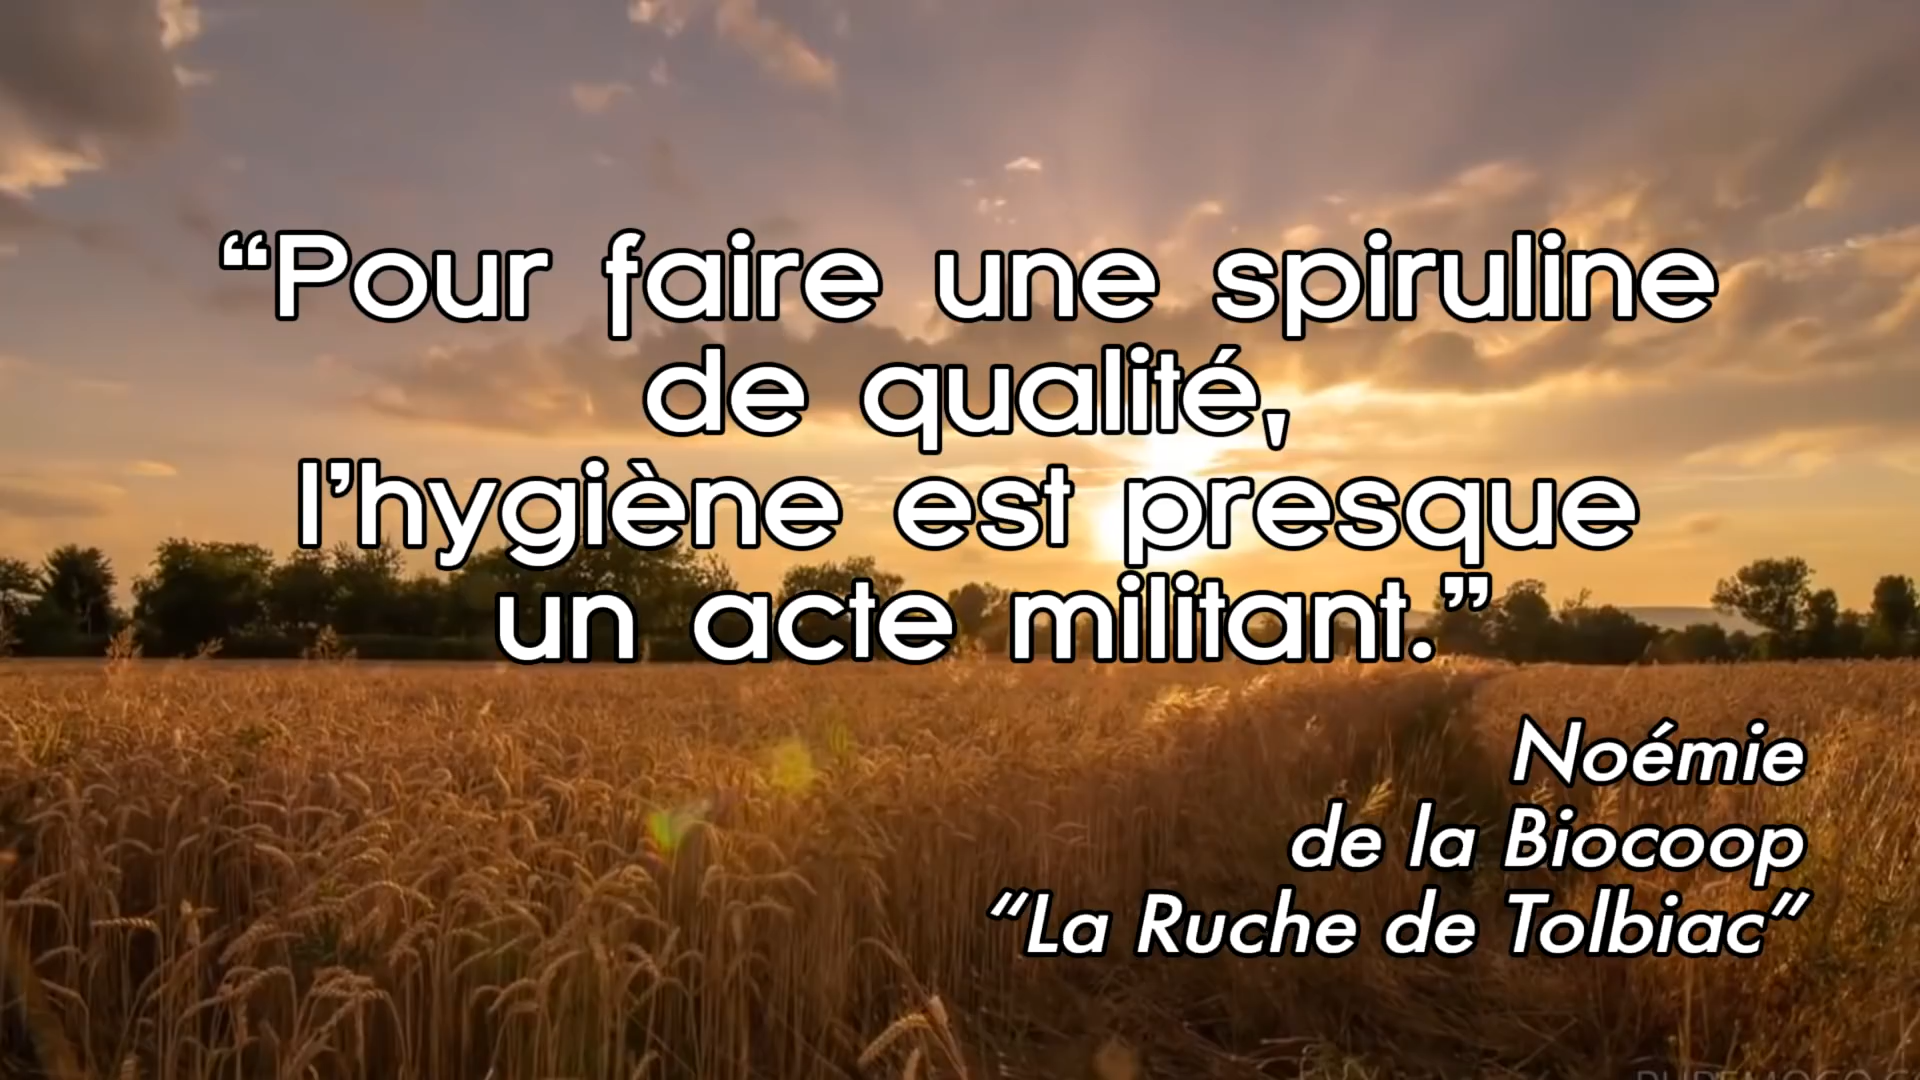 “Pour faire une spiruline
de qualité,
l’hygiène est presque
un acte militant.”
Noémie
de la Biocoop
“La Ruche de Tolbiac”